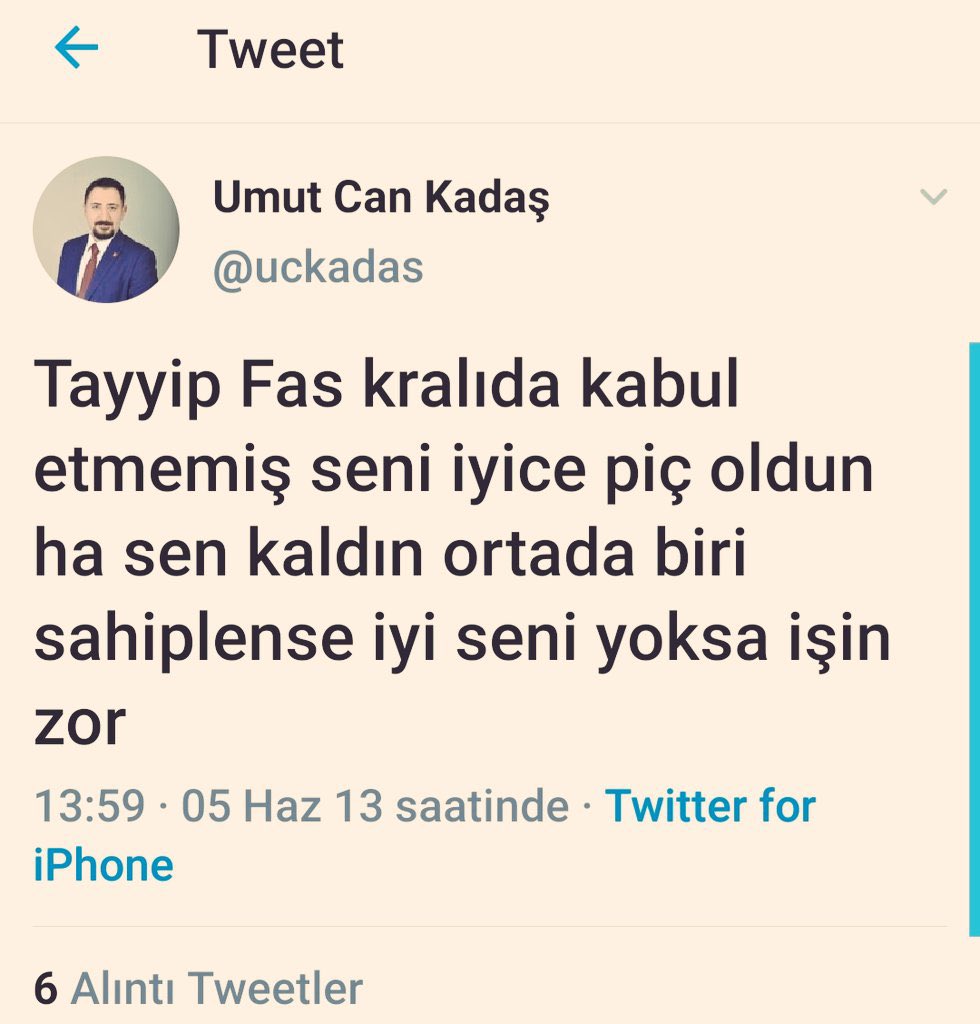 Tweet
Umut Can Kadaş
@uckadas
Tayyip Fas kralıda kabul
etmemiş seni iyice piç oldun
ha sen kaldın ortada biri
sahiplense iyi seni yoksa işin
zor
13:59 · 05 Haz 13 saatinde · Twitter for
iPhone
6 Alıntı Tweetler